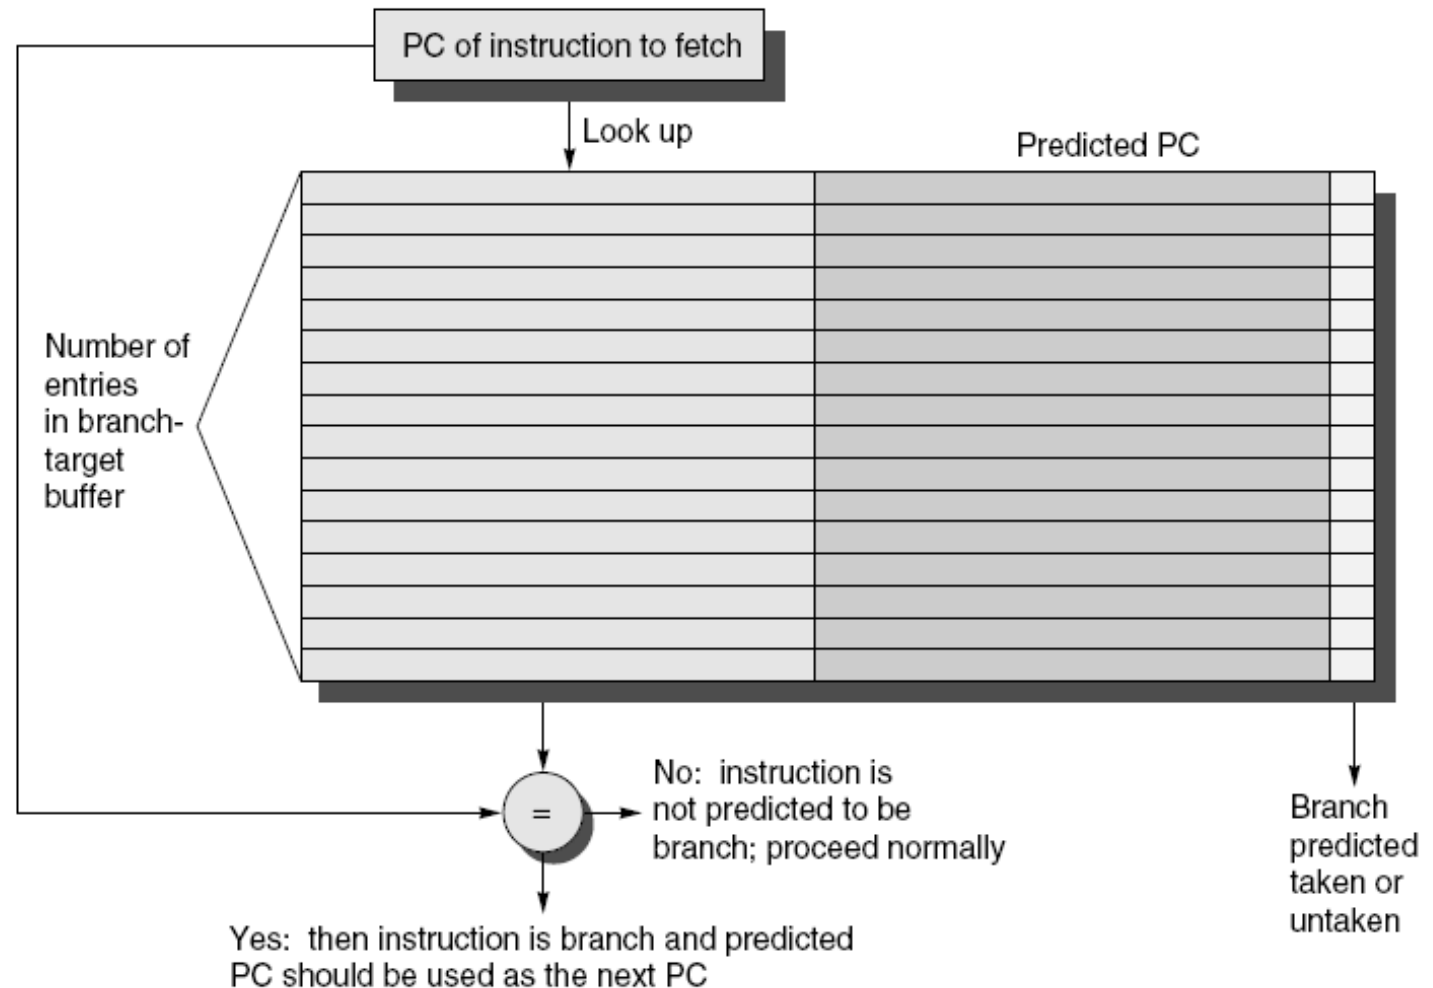 PC of instruction to fetch
Look up
Predicted PC
Number of
entries
in branch-
target
buffer
=
No: instruction is
not predicted to be
branch; proceed normally
Branch
predicted
taken or
untaken
Yes: then instruction is branch and predicted
PC should be used as the next PC